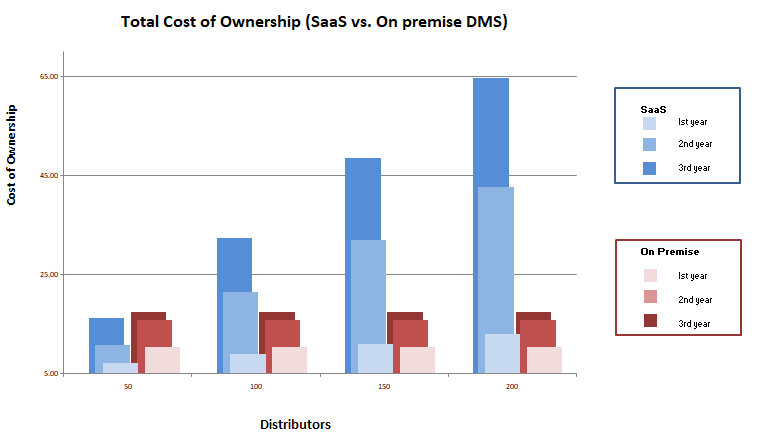 Total Cost of Ownership (SaaS vs. On premise DMS)
65.00
45.00
25.00
5.00
Cost of Ownership
50
100
150
200
Distributors
SaaS
1st year
2nd year
3rd year
On Premise
1st year
2nd year
3rd year